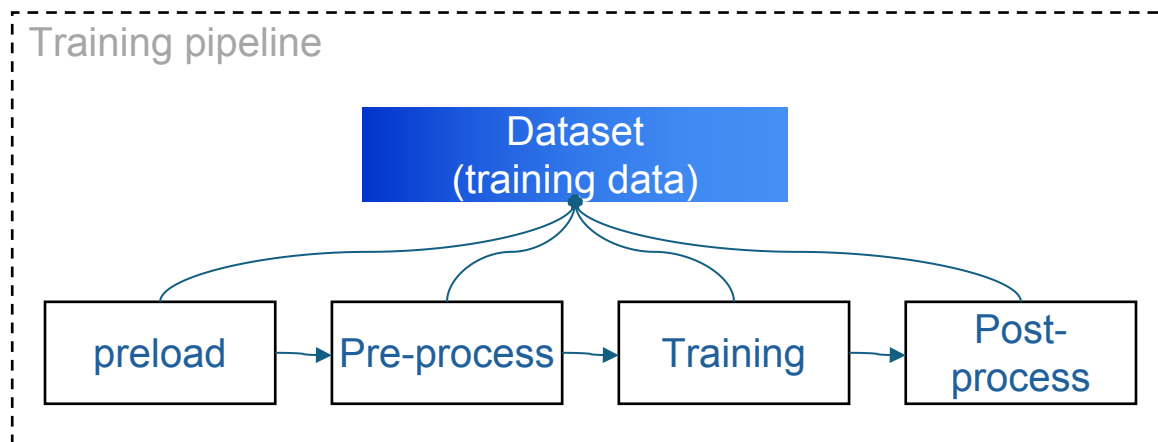 Training pipeline
Dataset
(training data)
preload
Pre-process
Training
Post-
process